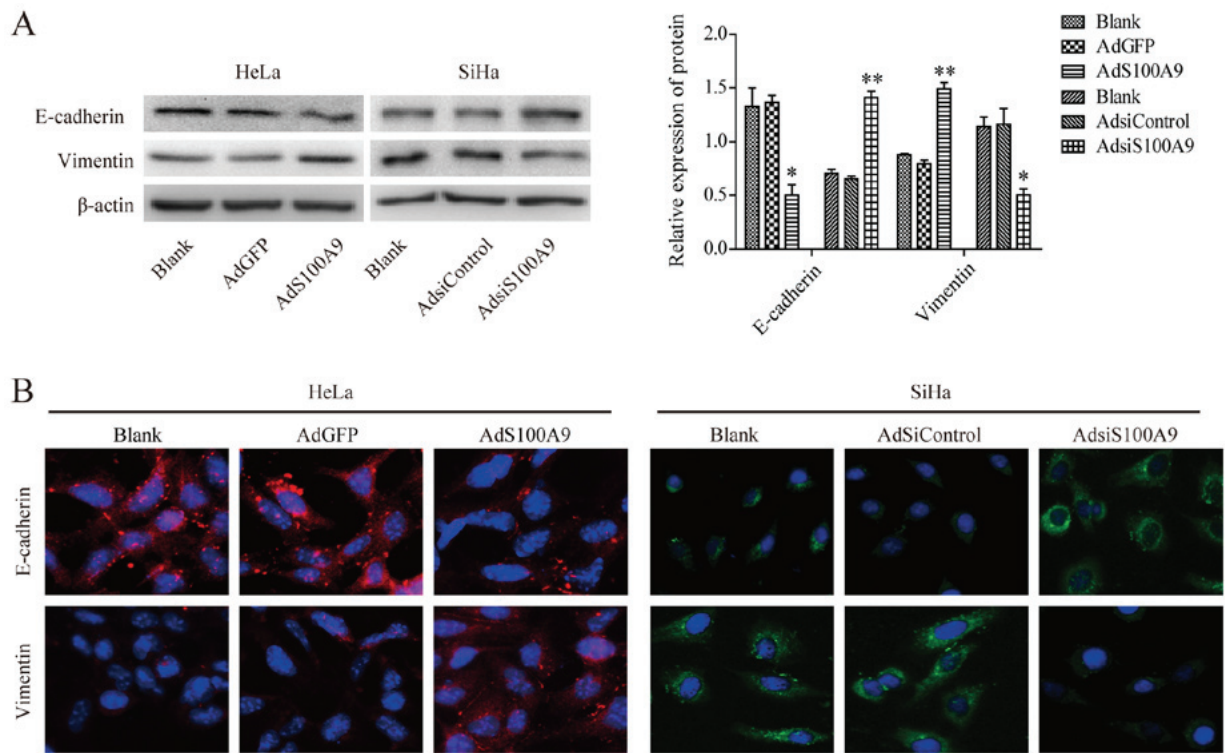 A
HeLa
SiHa
E-cadherin
Vimentin
β-actin
Blank
AdGFP
AdS100A9
Blank
AdsiControl
AdsiS100A9
Relative expression of protein
2.0
1.5
1.0
0.5
0.0
*
**
**
*
E-cadherin
Vimentin
Blank
AdGFP
AdS100A9
Blank
AdsiControl
AdsiS100A9
B
HeLa
SiHa
Blank
AdGFP
AdS100A9
Blank
AdSiControl
AdsiS100A9
E-cadherin
Vimentin